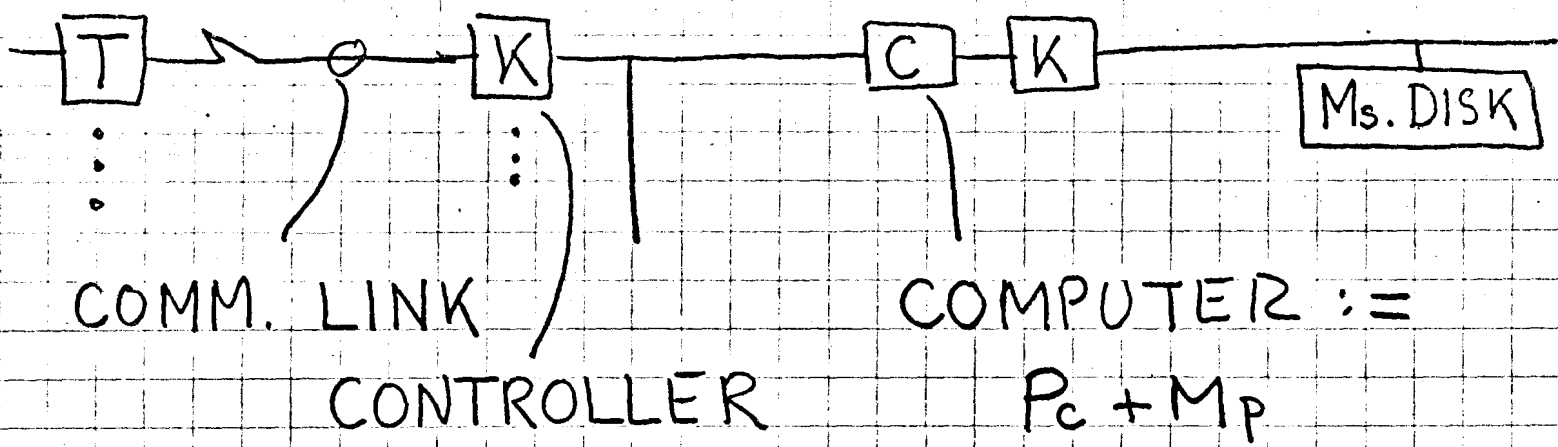 T K C K
Ms. DISK
COMM. LINK COMPUTER :=
CONTROLLER Pc + Mp